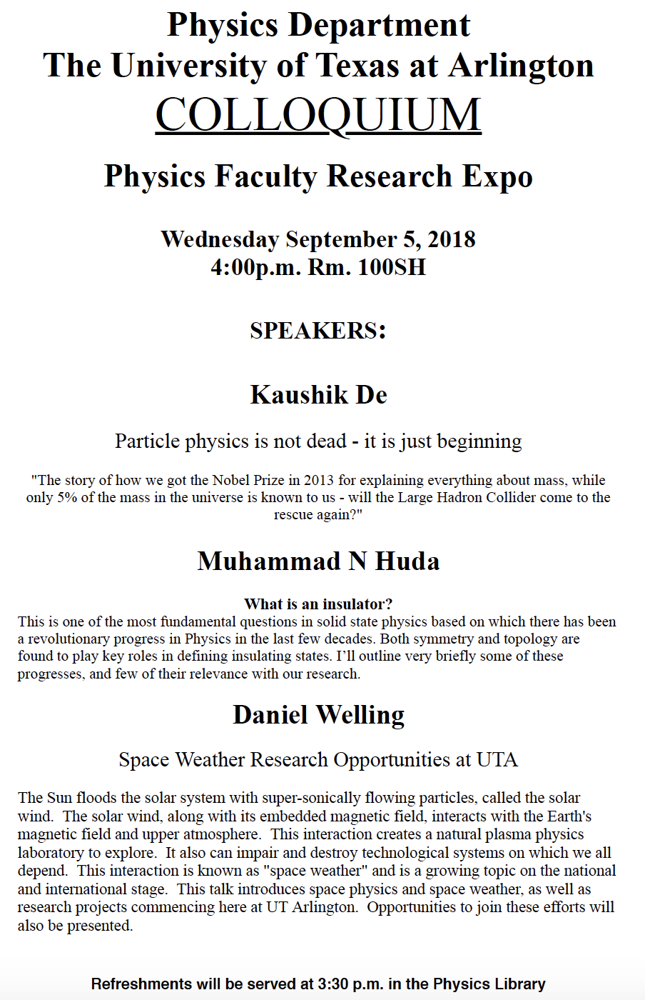 Physics Department
The University of Texas at Arlington
COLLOQUIUM
Physics Faculty Research Expo
Wednesday September 5, 2018
4:00p.m. Rm. 100SH
SPEAKERS:
Kaushik De
Particle physics is not dead - it is just beginning
"The story of how we got the Nobel Prize in 2013 for explaining everything about mass, while
only 5% of the mass in the universe is known to us - will the Large Hadron Collider come to the
rescue again?"
Muhammad N Huda
What is an insulator?
This is one of the most fundamental questions in solid state physics based on which there has been
a revolutionary progress in Physics in the last few decades. Both symmetry and topology are
found to play key roles in defining insulating states. I’ll outline very briefly some of these
progresses, and few of their relevance with our research.
Daniel Welling
Space Weather Research Opportunities at UTA
The Sun floods the solar system with super-sonically flowing particles, called the solar
wind.  The solar wind, along with its embedded magnetic field, interacts with the Earth's
magnetic field and upper atmosphere.  This interaction creates a natural plasma physics
laboratory to explore.  It also can impair and destroy technological systems on which we all
depend.  This interaction is known as "space weather" and is a growing topic on the national
and international stage.  This talk introduces space physics and space weather, as well as
research projects commencing here at UT Arlington.  Opportunities to join these efforts will
also be presented.
Refreshments will be served at 3:30 p.m. in the Physics Library